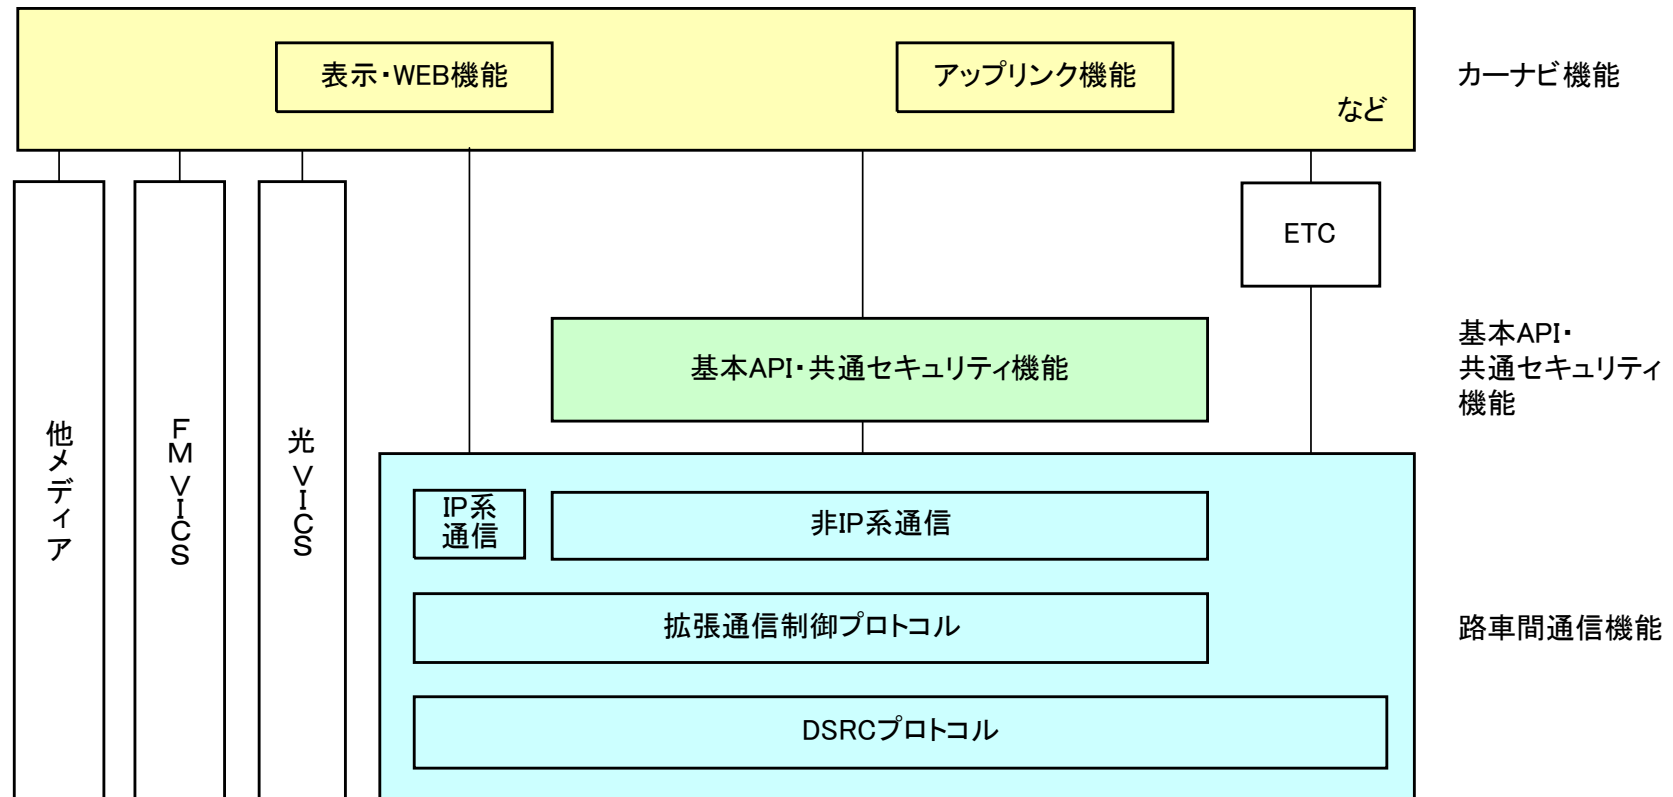 表示・WEB機能
アップリンク機能
など
カーナビ機能
ETC
基本API・共通セキュリティ機能
基本API・
共通セキュリティ
機能
他メディア
FM VICS
光 VICS
IP系
通信
非IP系通信
拡張通信制御プロトコル
路車間通信機能
DSRCプロトコル